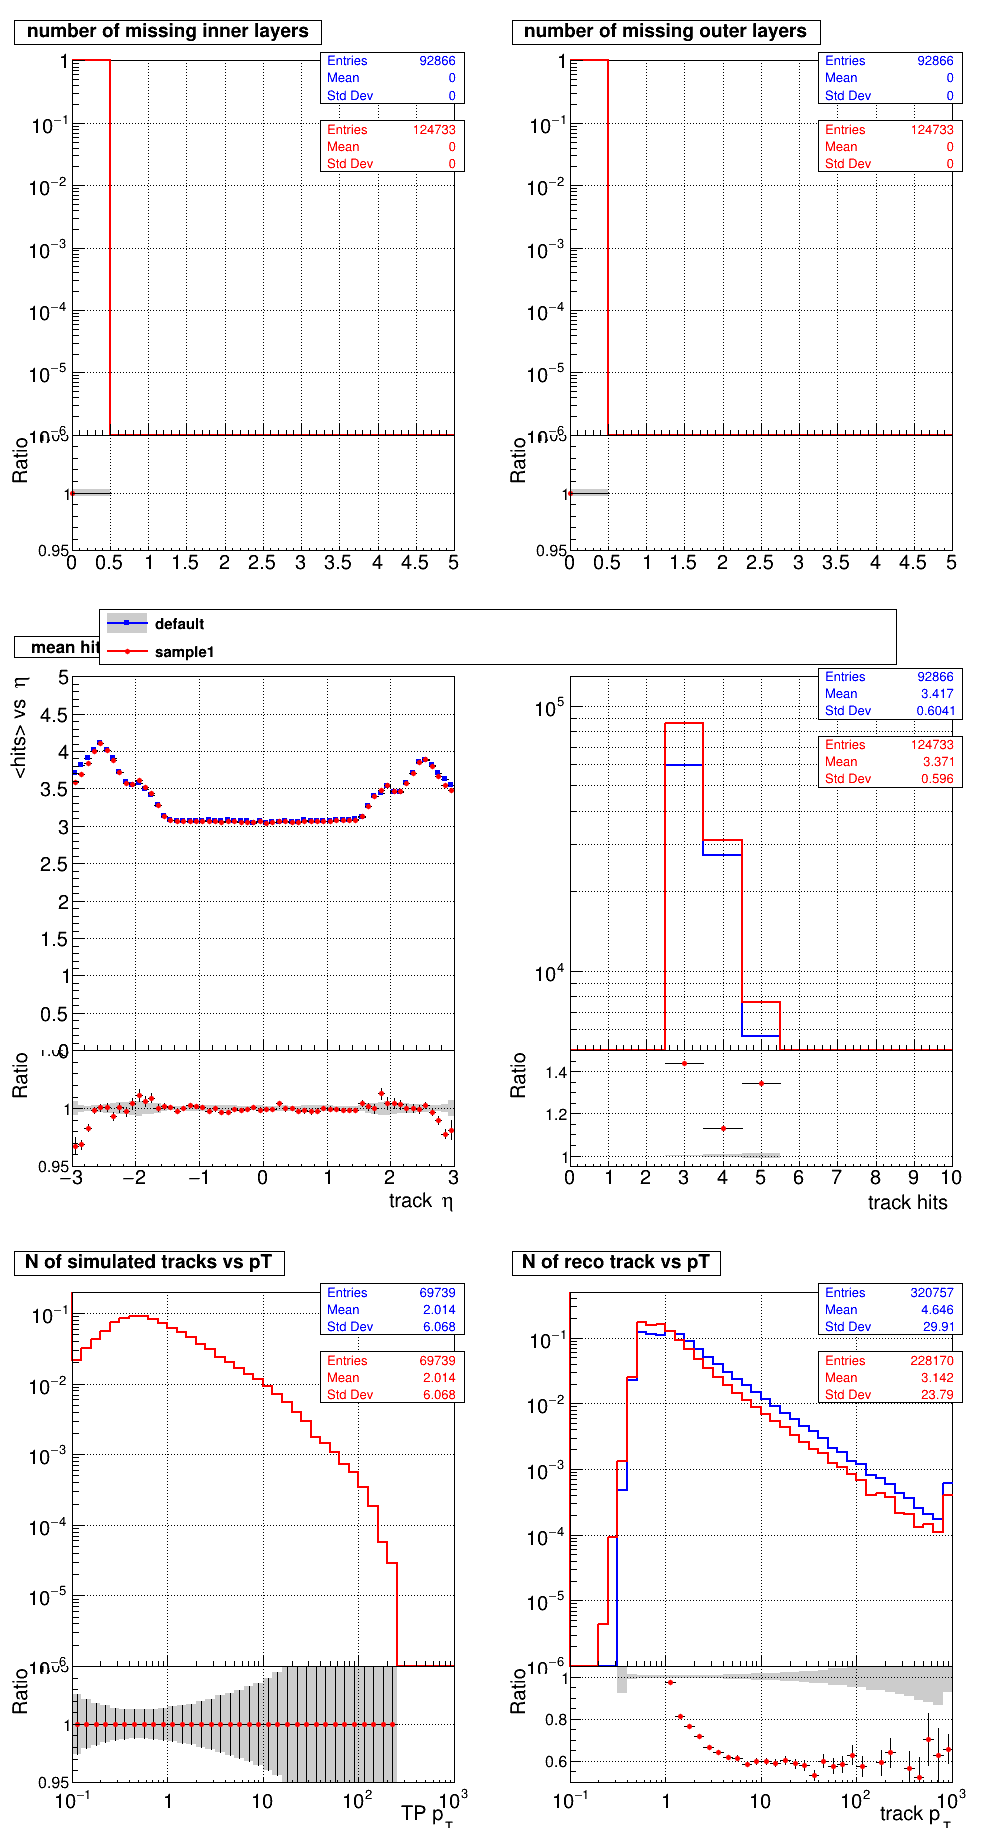 number of missing inner layers
number of missing outer layers
1
10⁻¹
10⁻²
10⁻³
10⁻⁴
10⁻⁵
10⁻⁶
Entries 92866
Mean 0
Std Dev 0
Entries 124733
Mean 0
Std Dev 0
Ratio
1
0.95
0 0.5 1 1.5 2 2.5 3 3.5 4 4.5 5
1
10⁻¹
10⁻²
10⁻³
10⁻⁴
10⁻⁵
10⁻⁶
Entries 92866
Mean 0
Std Dev 0
Entries 124733
Mean 0
Std Dev 0
Ratio
1
0.95
0 0.5 1 1.5 2 2.5 3 3.5 4 4.5 5
default
sample1
mean hit
<hits> vs η
5
4.5
4
3.5
3
2.5
2
1.5
1
0.5
0
Ratio
1
0.95
−3 −2 −1 0 1 2 3
track η
10⁵
10⁴
Entries 92866
Mean 3.417
Std Dev 0.6041
Entries 124733
Mean 3.371
Std Dev 0.596
Ratio
1.4
1.2
1
0 1 2 3 4 5 6 7 8 9 10
track hits
N of simulated tracks vs pT
N of reco track vs pT
10⁻¹
10⁻²
10⁻³
10⁻⁴
10⁻⁵
10⁻⁶
Entries 69739
Mean 2.014
Std Dev 6.068
Entries 69739
Mean 2.014
Std Dev 6.068
Ratio
1
0.95
10⁻¹ 1 10 10² 10³
TP p_T
10⁻¹
10⁻²
10⁻³
10⁻⁴
10⁻⁵
10⁻⁶
Entries 320757
Mean 4.646
Std Dev 29.91
Entries 228170
Mean 3.142
Std Dev 23.79
Ratio
1
0.8
0.6
10⁻¹ 1 10 10² 10³
track p_T